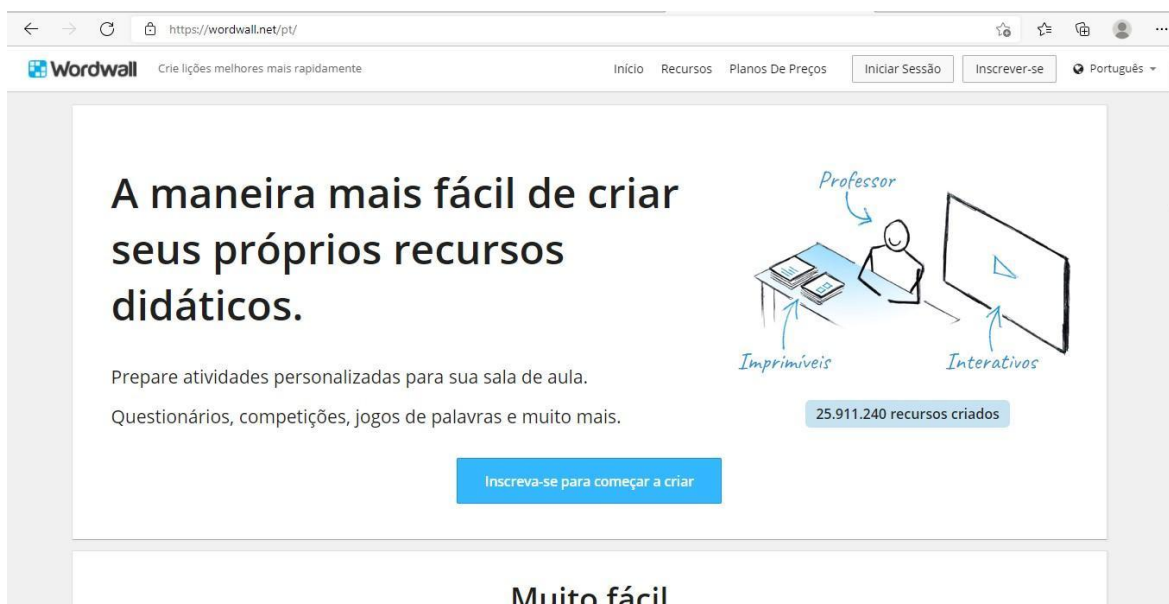 https://wordwall.net/pt/
Wordwall Crie lições melhores mais rapidamente Início Recursos Planos De Preços Iniciar Sessão Inscrever-se Português
A maneira mais fácil de criar
seus próprios recursos
didáticos.
Prepare atividades personalizadas para sua sala de aula.
Questionários, competições, jogos de palavras e muito mais.
Professor
Imprimíveis Interativos
25.911.240 recursos criados
Inscreva-se para começar a criar
Muito fácil